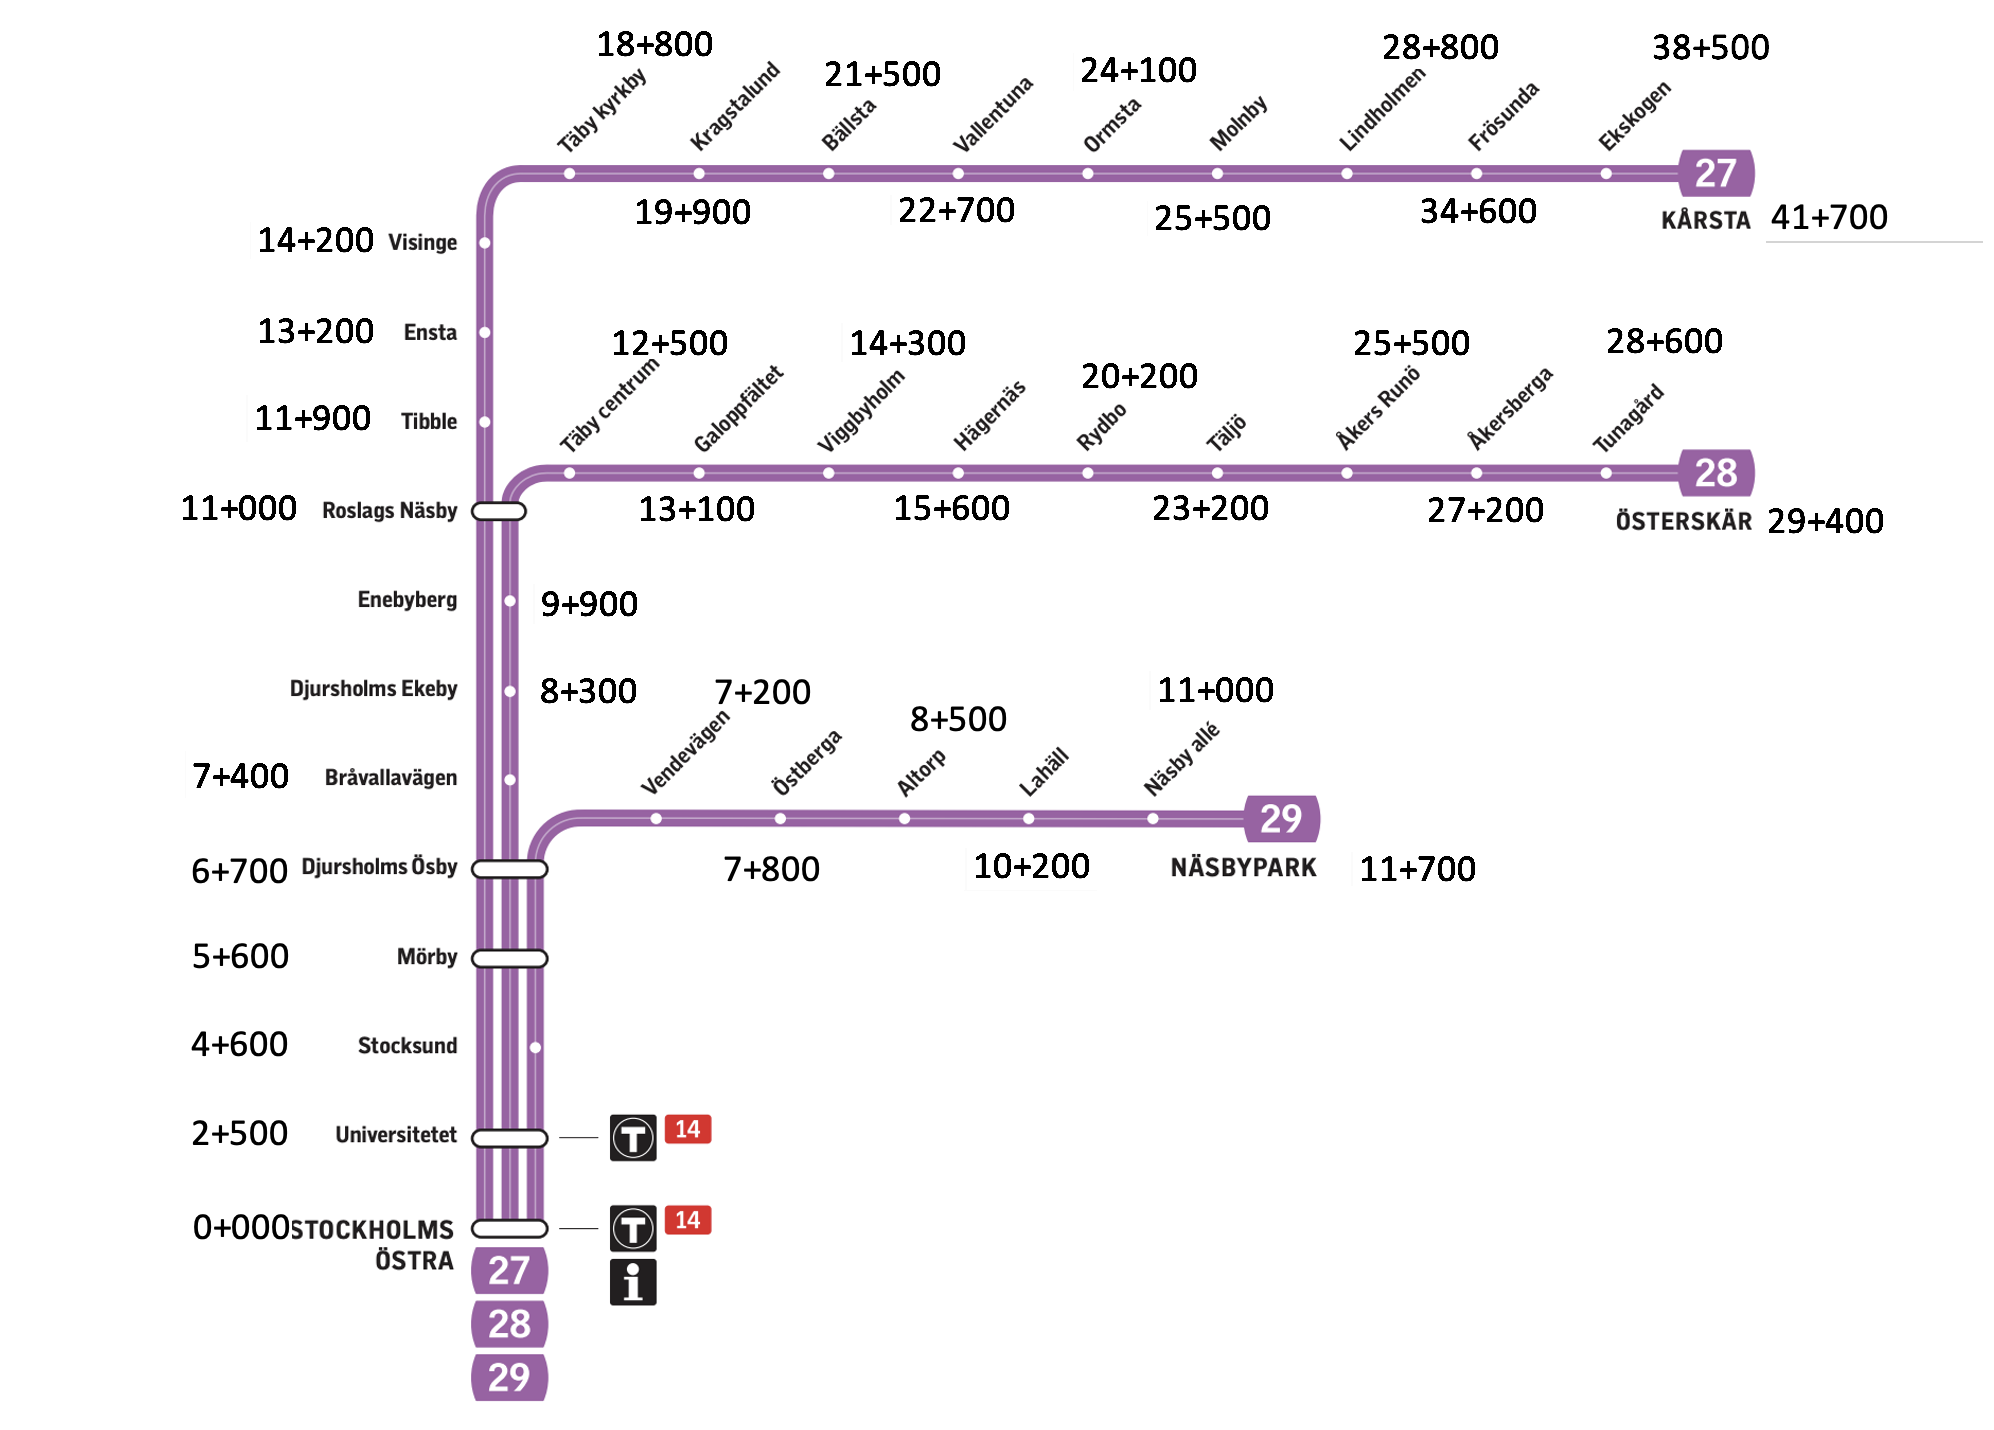 18+800
21+500
24+100
28+800
38+500
Täby kyrkby
Kragstalund
Bällsta
Vallentuna
Ormsta
Molnby
Lindholmen
Frösunda
Ekskogen
27
19+900
22+700
25+500
34+600
KÅRSTA 41+700
14+200 Visinge
13+200 Ensta
11+900 Tibble
12+500
14+300
20+200
25+500
28+600
Täby centrum
Galoppfältet
Viggbyholm
Hägernäs
Rydbo
Täljö
Åkers Runö
Åkersberga
Tunagård
28
11+000 Roslags Näsby
13+100
15+600
23+200
27+200
ÖSTERSKÄR 29+400
Enebyberg 9+900
Djursholms Ekeby 8+300
7+200
8+500
11+000
7+400 Bråvallavägen
Vendevägen
Östberga
Altorp
Lahäll
Näsby allé
29
6+700 Djursholms Ösby
7+800
10+200
NÄSBYPARK 11+700
5+600 Mörby
4+600 Stocksund
2+500 Universitetet
T 14
0+000 STOCKHOLMS
ÖSTRA
T 14
i
27
28
29